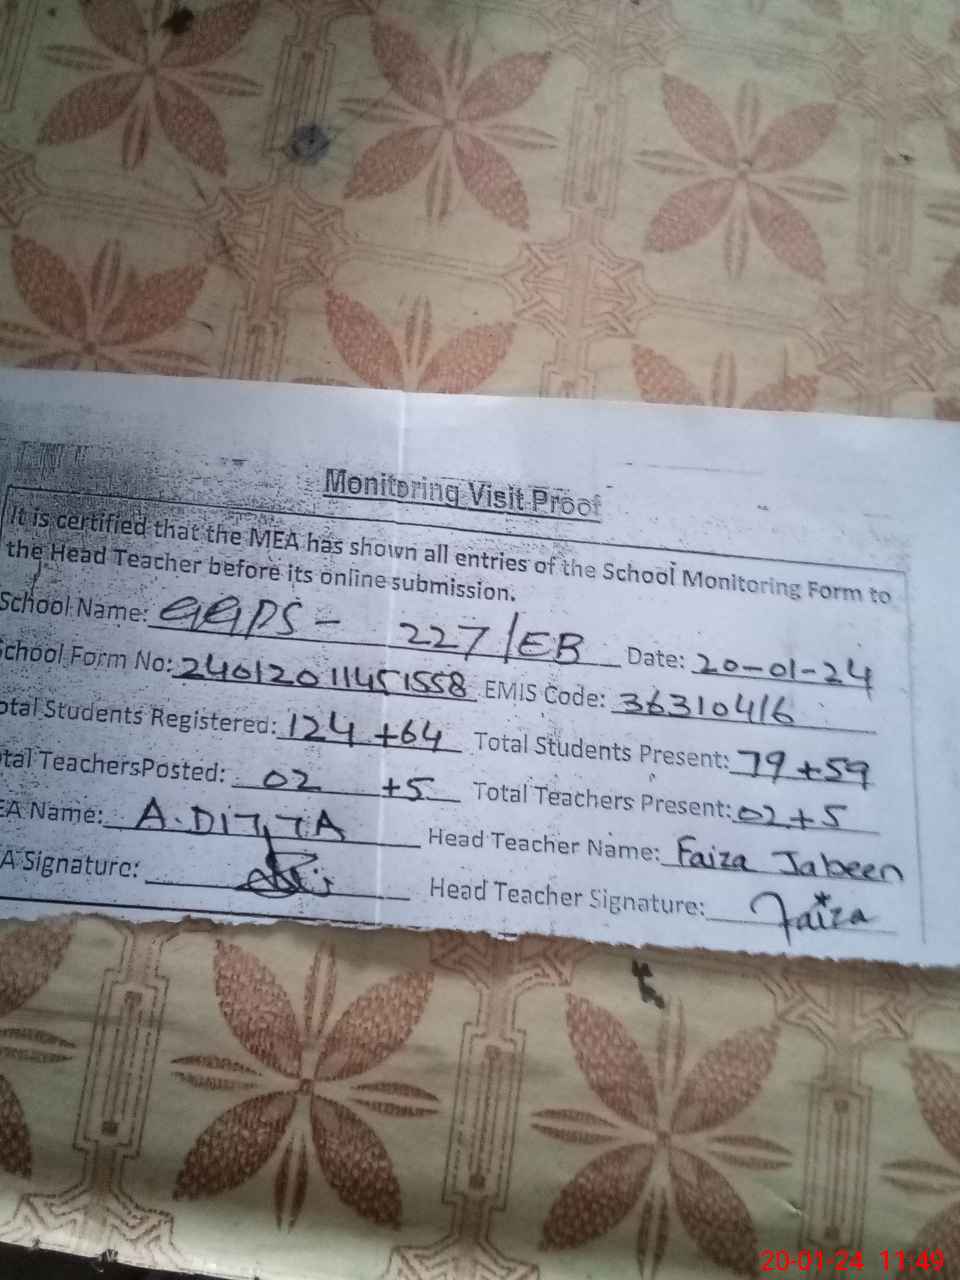 Monitoring Visit Proof
It is certified that the MEA has shown all entries of the School Monitoring Form to
the Head Teacher before its online submission.
School Name: GGPS - 227/EB Date: 20-01-24
School Form No: 24012011451558 EMIS Code: 36310416
otal Students Registered: 124 +64 Total Students Present: 79+59
tal TeachersPosted: 02 +5 Total Teachers Present: 02+5
EA Name: A.DITTA Head Teacher Name: Faiza Jabeen
A Signature: Head Teacher Signature: Faiza
20-01-24 11:49